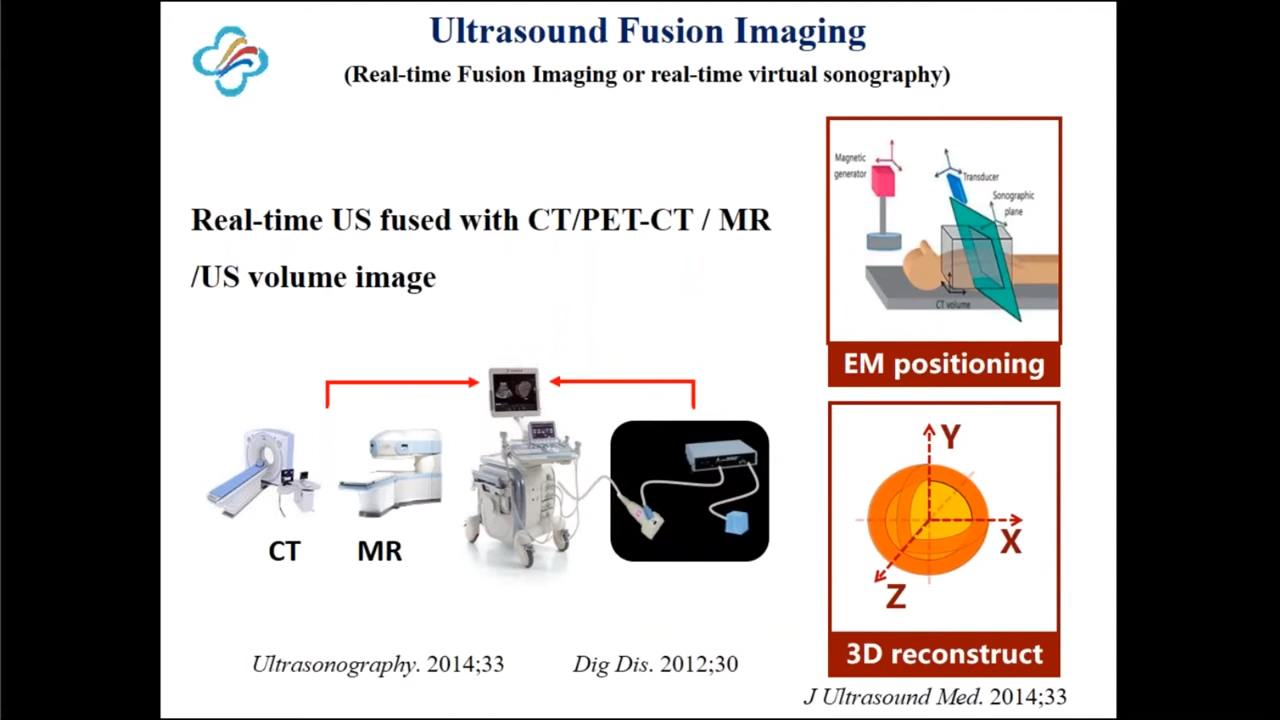 Ultrasound Fusion Imaging
(Real-time Fusion Imaging or real-time virtual sonography)
Real-time US fused with CT/PET-CT / MR
/US volume image
Magnetic
generator
Transducer
Sonographic
plane
CT volume
EM positioning
CT
MR
Y
X
Z
3D reconstruct
Ultrasonography. 2014;33
Dig Dis. 2012;30
J Ultrasound Med. 2014;33